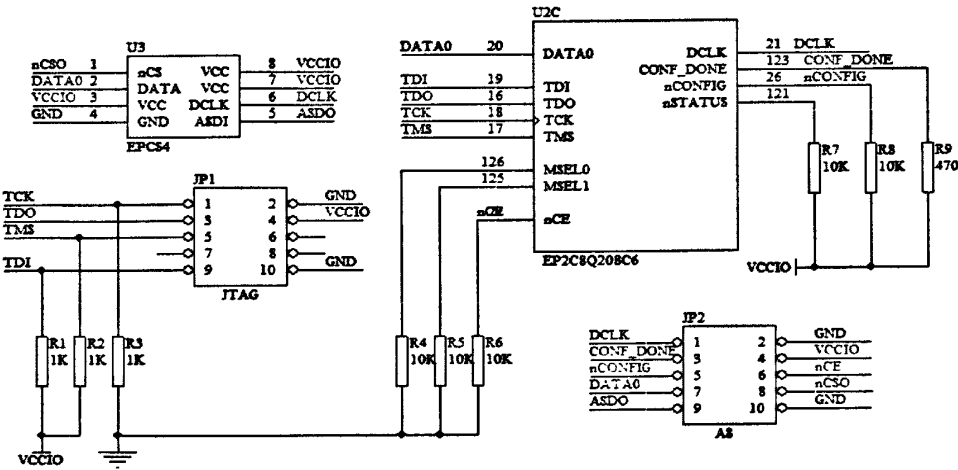 U3
nCSO 1 nCS VCC 8 VCCIO
DATA0 2 DATA VCC 7 VCCIO
VCCIO 3 VCC DCLK 6 DCLK
GND 4 GND ASDI 5 ASDO
EPCS4
U2C
DATA0 20 DATA0
TDI 19 TDI
TDO 16 TDO
TCK 18 TCK
TMS 17 TMS
126 MSEL0
125 MSEL1
nCE nCE
DCLK 21 DCLK
CONF_DONE 123 CONF_DONE
nCONFIG 26 nCONFIG
nSTATUS 121
EP2C8Q208C6
R7 10K
R8 10K
R9 470
VCCIO
JP1
TCK 1 2 GND
TDO 3 4 VCCIO
TMS 5 6
7 8
TDI 9 10 GND
JTAG
R1 1K
R2 1K
R3 1K
R4 10K
R5 10K
R6 10K
VCCIO
JP2
DCLK 1 2 GND
CONF_DONE 3 4 VCCIO
nCONFIG 5 6 nCE
DATA0 7 8 nCSO
ASDO 9 10 GND
AS